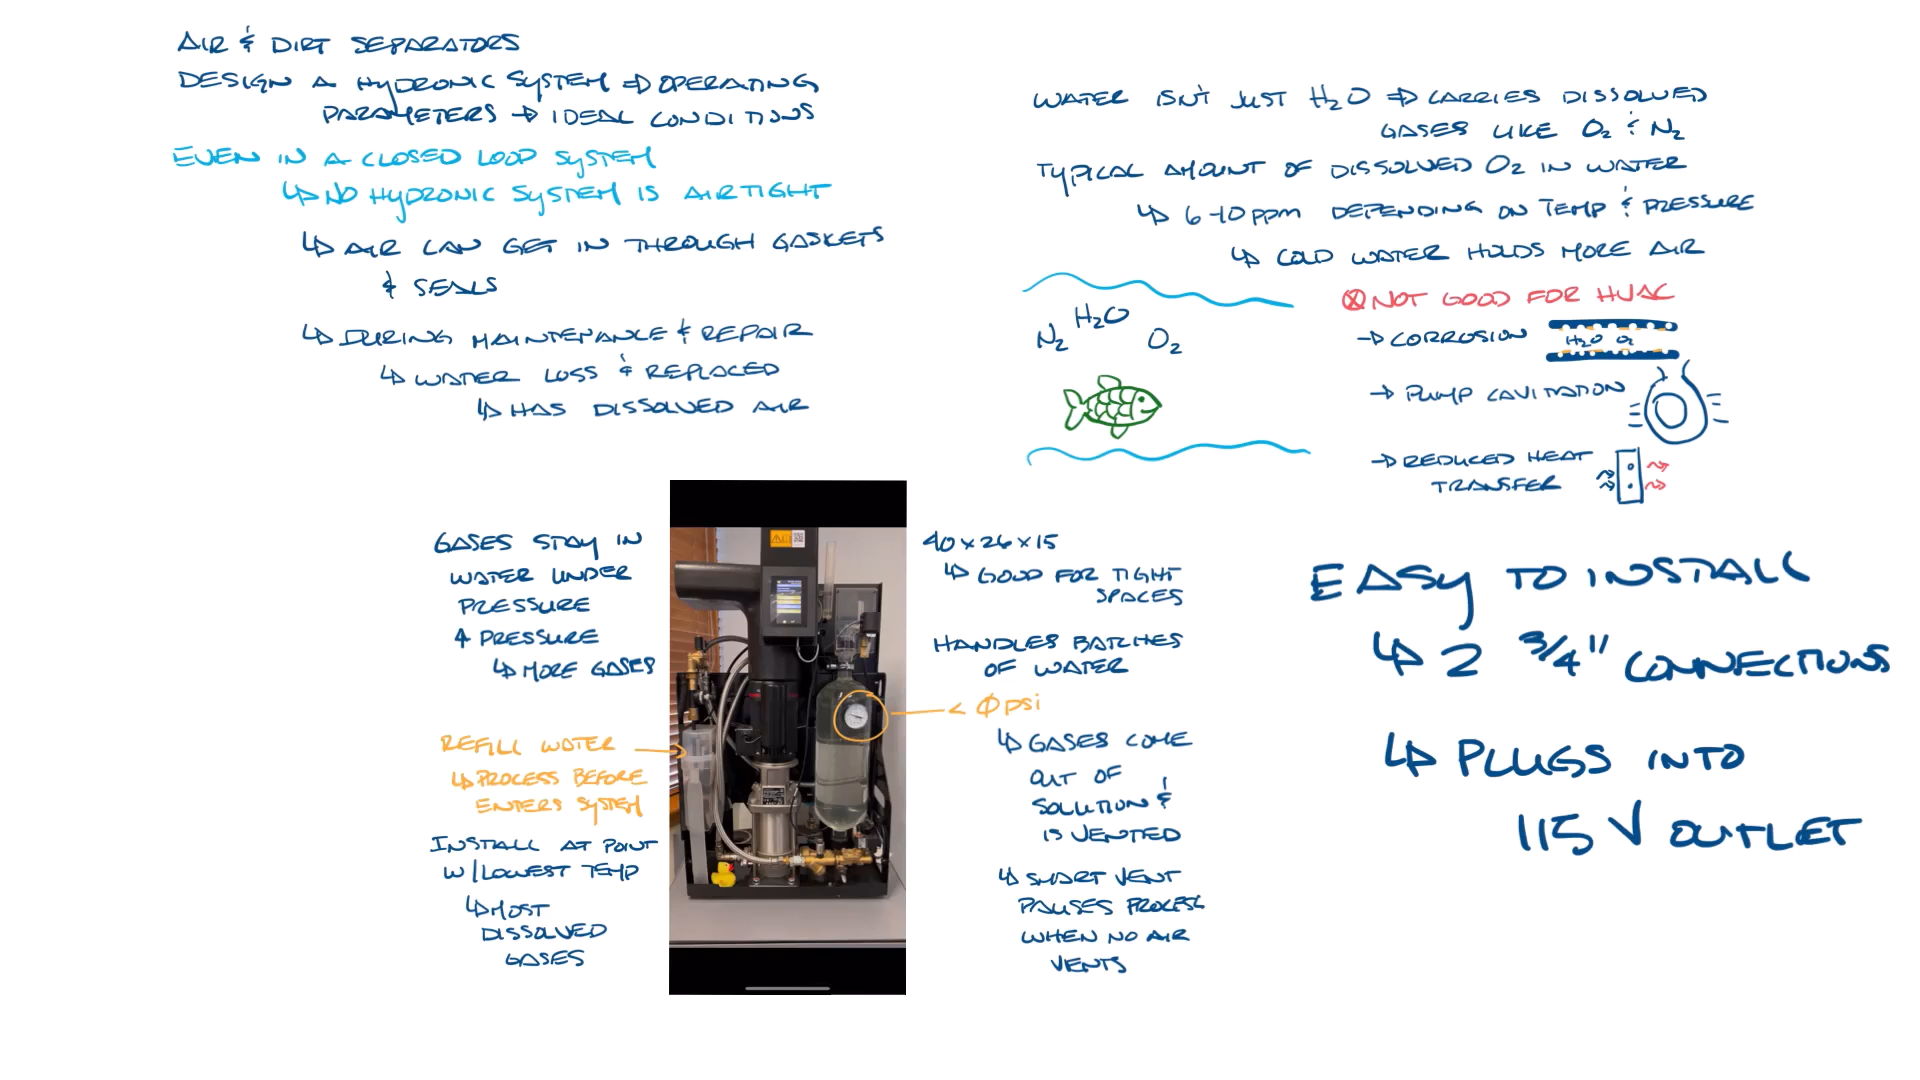 AIR & DIRT SEPARATORS
DESIGN A HYDRONIC SYSTEM → OPERATING
PARAMETERS → IDEAL CONDITIONS
EVEN IN A CLOSED LOOP SYSTEM
↳ NO HYDRONIC SYSTEM IS AIRTIGHT
↳ AIR CAN GET IN THROUGH GASKETS
& SEALS
↳ DURING MAINTENANCE & REPAIR
↳ WATER LOSS & REPLACED
↳ HAS DISSOLVED AIR
WATER ISN'T JUST H₂O → CARRIES DISSOLVED
GASES LIKE O₂ & N₂
TYPICAL AMOUNT OF DISSOLVED O₂ IN WATER
↳ 6-10 ppm DEPENDING ON TEMP & PRESSURE
↳ COLD WATER HOLDS MORE AIR
N₂ H₂O O₂
⊗ NOT GOOD FOR HVAC
→ CORROSION
H₂O O₂
→ PUMP CAVITATION
→ REDUCED HEAT
TRANSFER
GASES STAY IN
WATER UNDER
PRESSURE
↑ PRESSURE
↳ MORE GASES
REFILL WATER
↳ PROCESS BEFORE
ENTERS SYSTEM
INSTALL AT POINT
W/LOWEST TEMP
↳ MOST
DISSOLVED
GASES
40 x 26 x 15
↳ GOOD FOR TIGHT
SPACES
HANDLES BATCHES
OF WATER
< 0 psi
↳ GASES COME
OUT OF
SOLUTION &
IS VENTED
↳ SMART VENT
PAUSES PROCESS
WHEN NO AIR
VENTS
EASY TO INSTALL
↳ 2 3/4" CONNECTIONS
↳ PLUGS INTO
115 V OUTLET